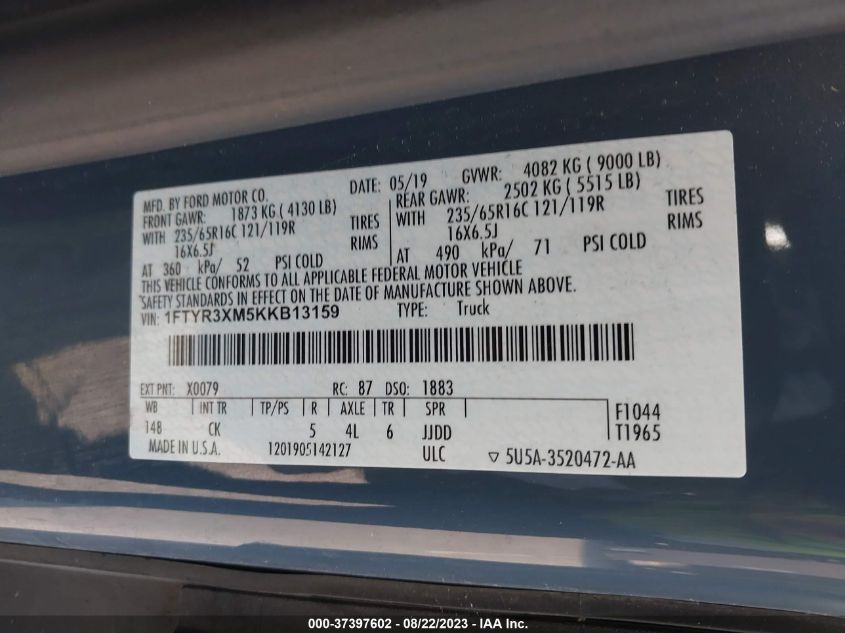 MFD. BY FORD MOTOR CO. DATE: 05/19 GVWR: 4082 KG ( 9000 LB)
FRONT GAWR: 1873 KG ( 4130 LB) REAR GAWR: 2502 KG ( 5515 LB)
WITH 235/65R16C 121/119R TIRES WITH 235/65R16C 121/119R TIRES
16X6.5J RIMS 16X6.5J RIMS
AT 360 kPa/ 52 PSI COLD AT 490 kPa/ 71 PSI COLD
THIS VEHICLE CONFORMS TO ALL APPLICABLE FEDERAL MOTOR VEHICLE
SAFETY STANDARDS IN EFFECT ON THE DATE OF MANUFACTURE SHOWN ABOVE.
VIN: 1FTYR3XM5KKB13159 TYPE: Truck
EXT PNT: X0079 RC: 87 DSO: 1883
WB INT TR TP/PS R AXLE TR SPR F1044
148 CK 5 4L 6 JJDD T1965
MADE IN U.S.A. 1201905142127 ULC ▽ 5U5A-3520472-AA
000-37397602 - 08/22/2023 - IAA Inc.